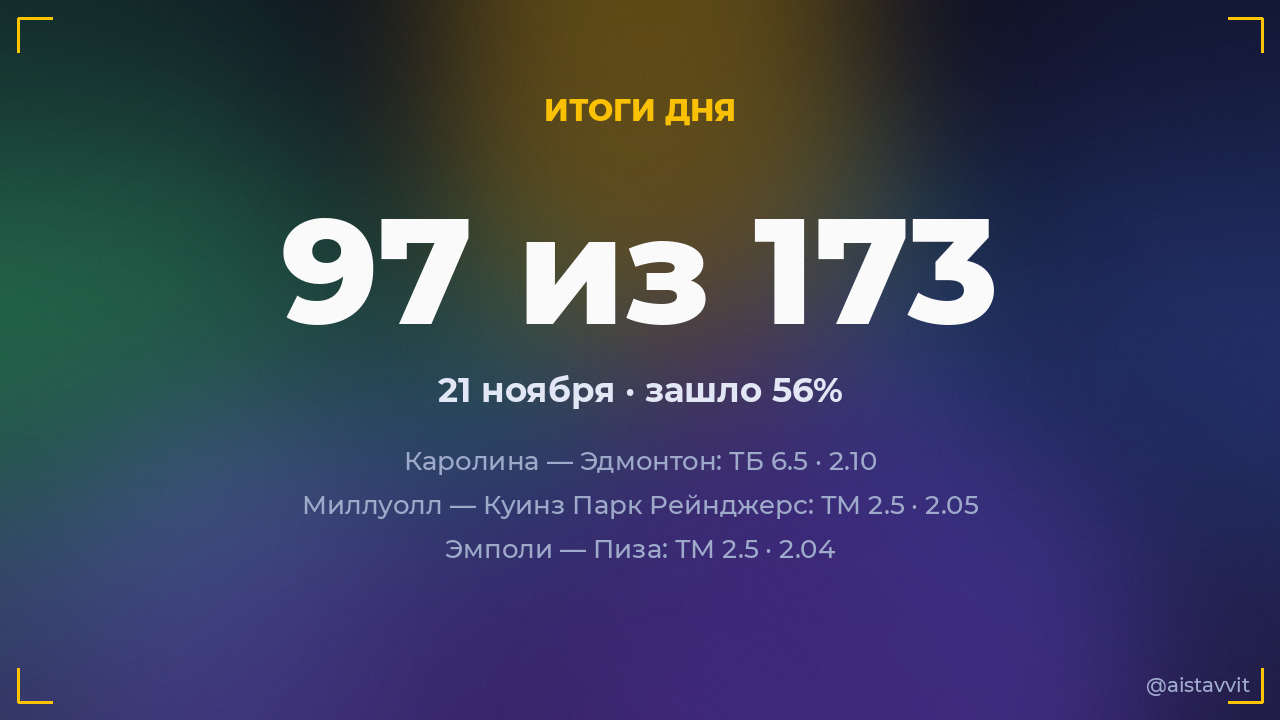 ИТОГИ ДНЯ
97 из 173
21 ноября · зашло 56%
Каролина — Эдмонтон: ТБ 6.5 · 2.10
Миллуолл — Куинз Парк Рейнджерс: ТМ 2.5 · 2.05
Эмполи — Пиза: ТМ 2.5 · 2.04
@aistavvit